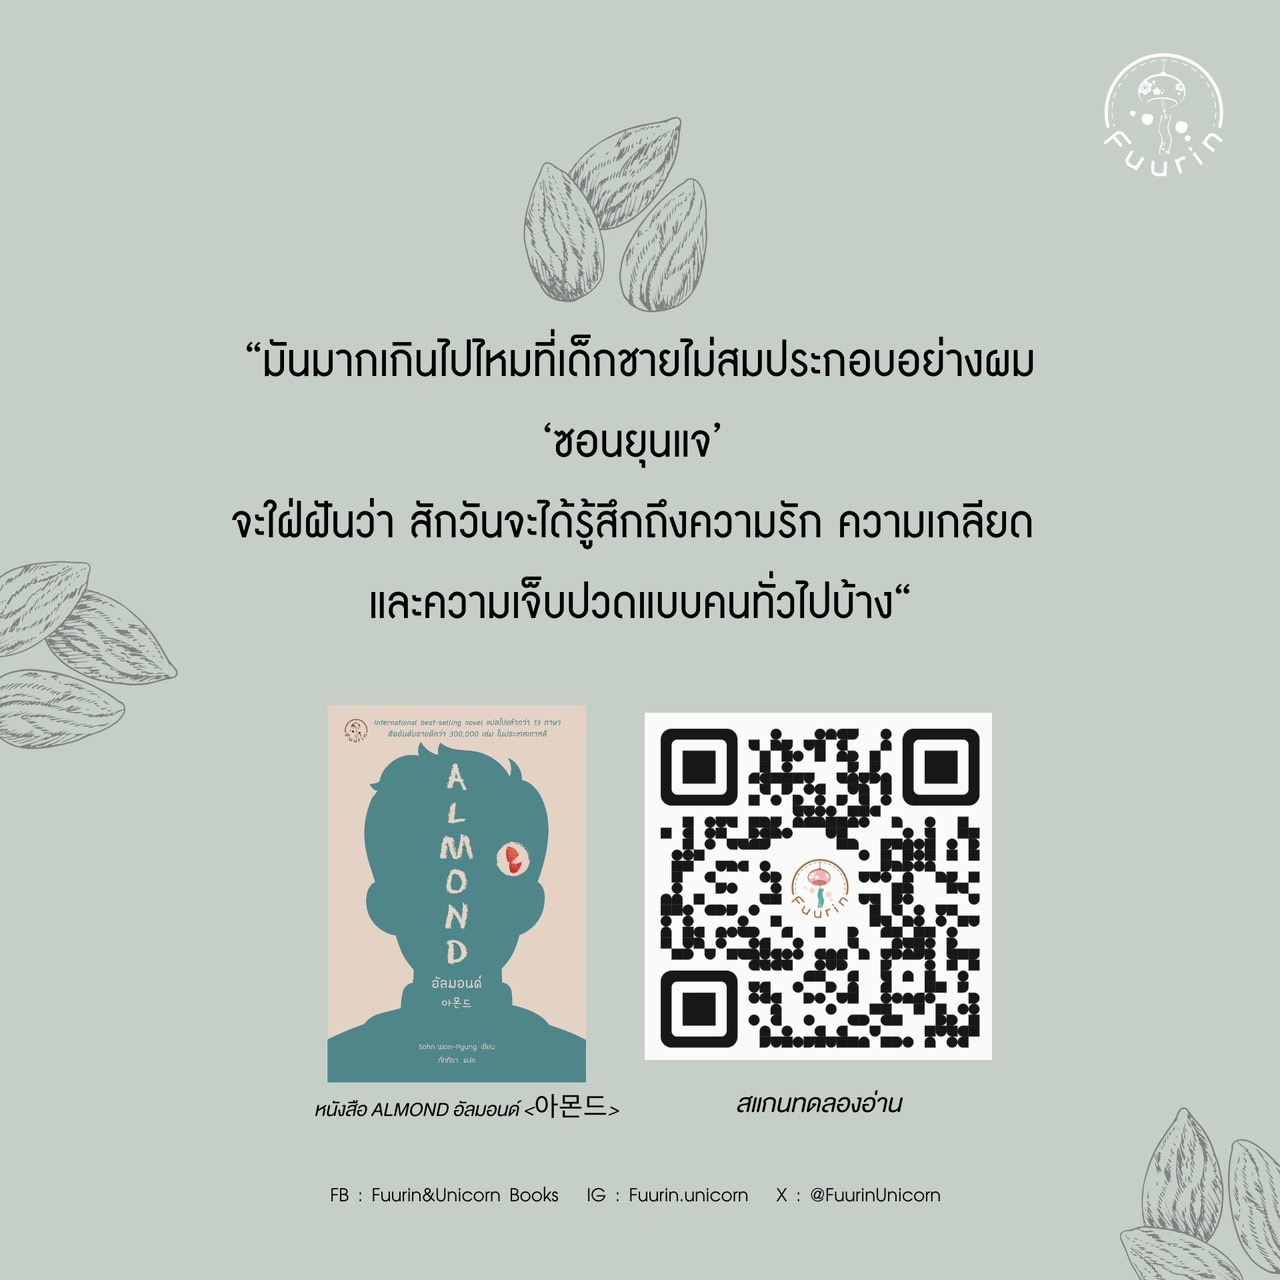 Fuurin
“มันมากเกินไปไหมที่เด็กชายไม่สมประกอบอย่างผม
‘ซอนยุนแจ’
จะใฝ่ฝันว่า สักวันจะได้รู้สึกถึงความรัก ความเกลียด
และความเจ็บปวดแบบคนทั่วไปบ้าง“
Fuurin
International best-selling novel แปลไปแล้วกว่า 13 ภาษา
ติดอันดับขายดีกว่า 300,000 เล่ม ในประเทศเกาหลี
ALMOND
อัลมอนด์
아몬드
Sohn Won-Pyung เขียน
ภัททิรา แปล
Fuurin
หนังสือ ALMOND อัลมอนด์ <아몬드>
สแกนทดลองอ่าน
FB : Fuurin&Unicorn Books IG : Fuurin.unicorn X : @FuurinUnicorn